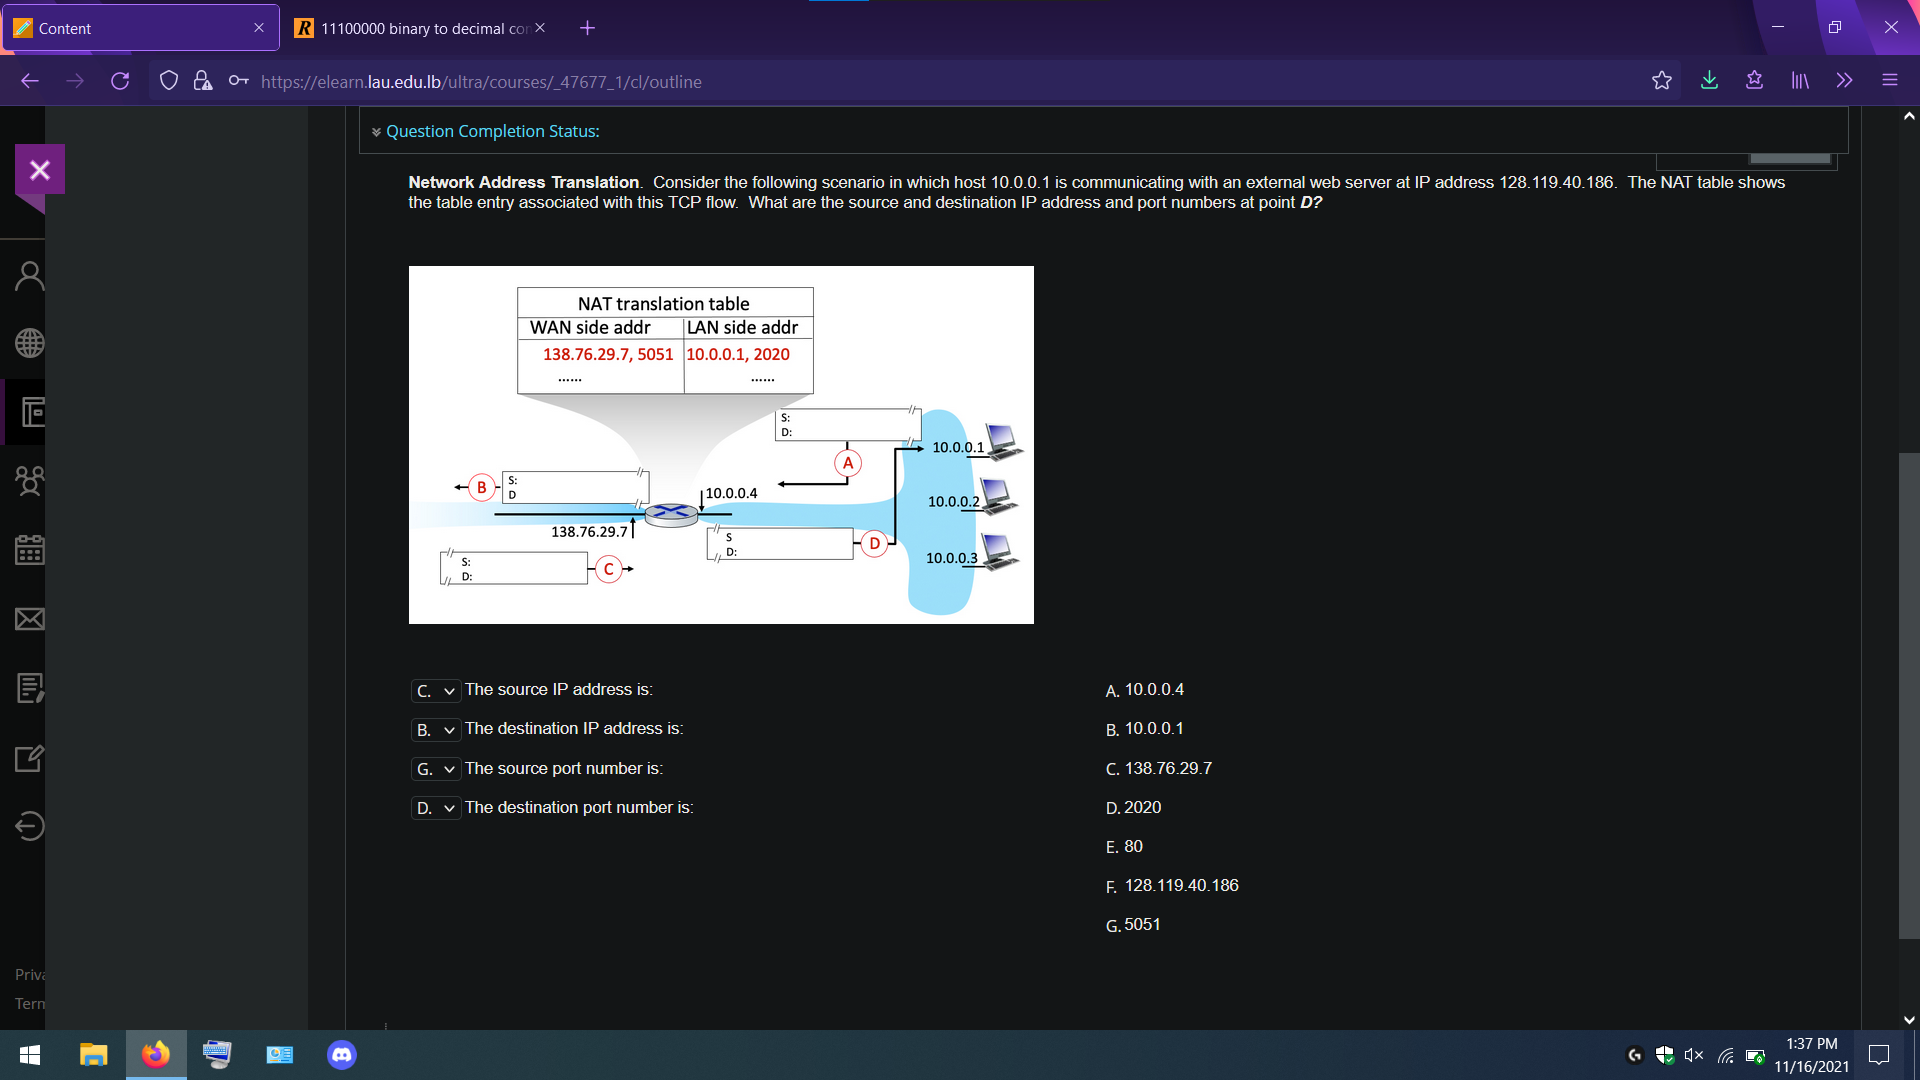 Content
11100000 binary to decimal con
https://elearn.lau.edu.lb/ultra/courses/_47677_1/cl/outline
Question Completion Status:
Network Address Translation. Consider the following scenario in which host 10.0.0.1 is communicating with an external web server at IP address 128.119.40.186. The NAT table shows
the table entry associated with this TCP flow. What are the source and destination IP address and port numbers at point D?
NAT translation table
WAN side addr LAN side addr
138.76.29.7, 5051 10.0.0.1, 2020
...... ......
S:
D:
A
10.0.0.1
B
S:
D
10.0.0.4
10.0.0.2
138.76.29.7
S
D:
D
10.0.0.3
S:
D:
C
C. The source IP address is:
B. The destination IP address is:
G. The source port number is:
D. The destination port number is:
A. 10.0.0.4
B. 10.0.0.1
C. 138.76.29.7
D. 2020
E. 80
F. 128.119.40.186
G. 5051
Priva
Term
1:37 PM
11/16/2021